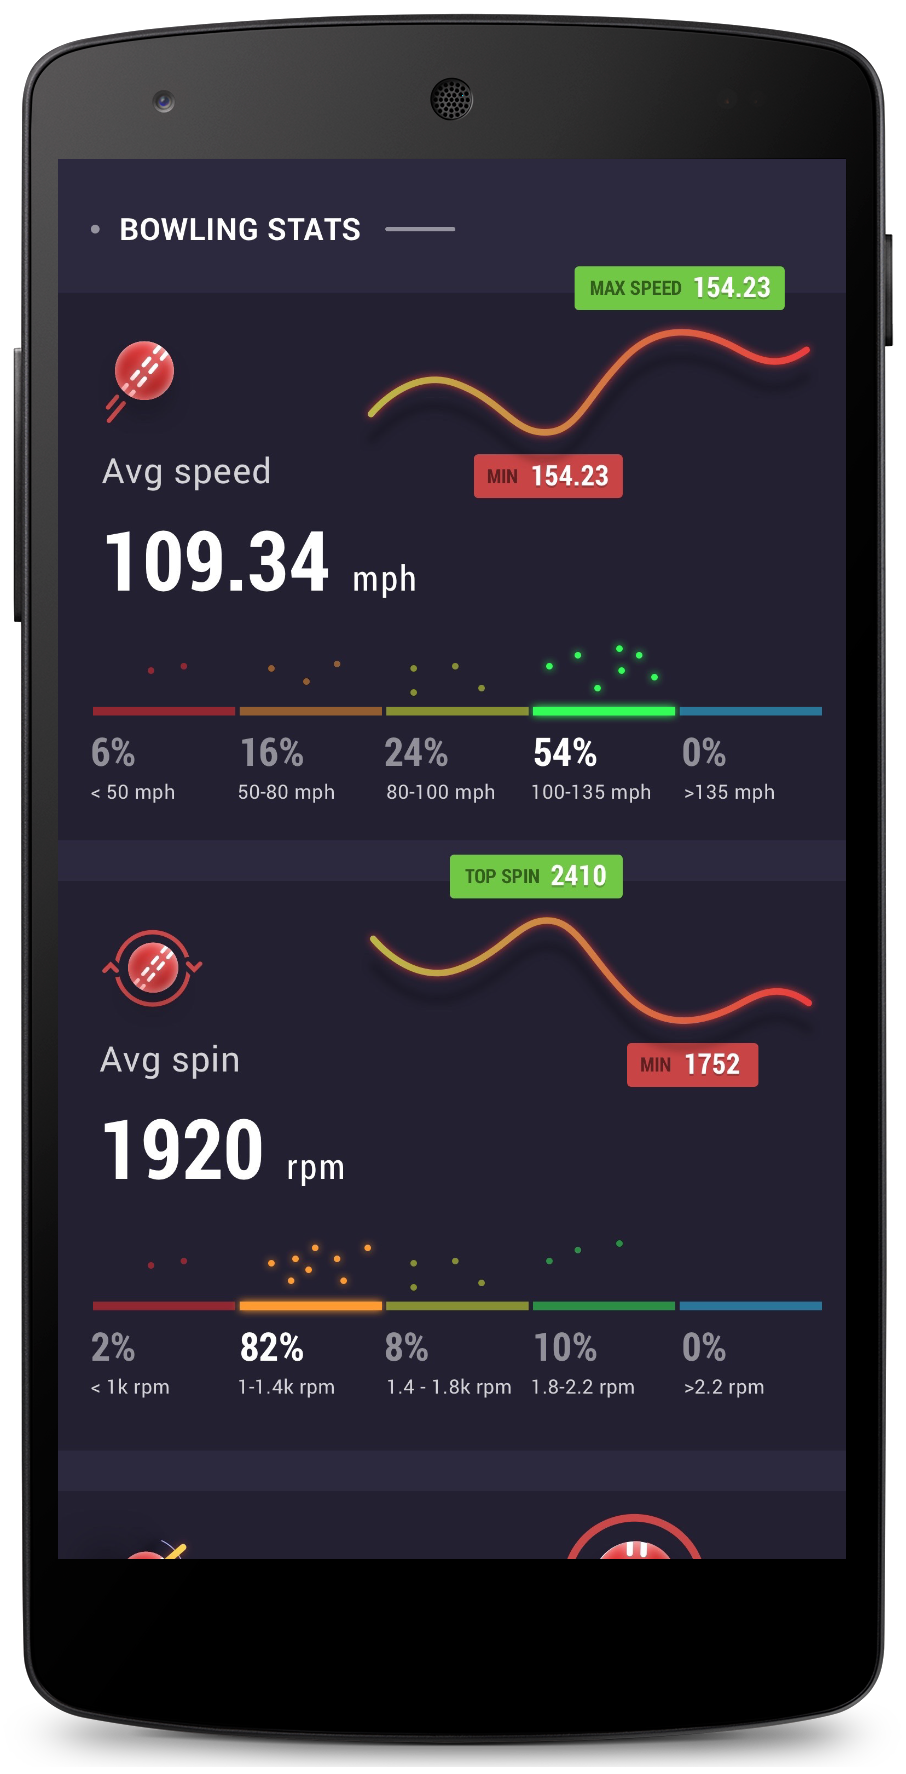 BOWLING STATS
MAX SPEED 154.23
MIN 154.23
Avg speed
109.34 mph
6% 16% 24% 54% 0%
< 50 mph 50-80 mph 80-100 mph 100-135 mph >135 mph
TOP SPIN 2410
MIN 1752
Avg spin
1920 rpm
2% 82% 8% 10% 0%
< 1k rpm 1-1.4k rpm 1.4 - 1.8k rpm 1.8-2.2 rpm >2.2 rpm